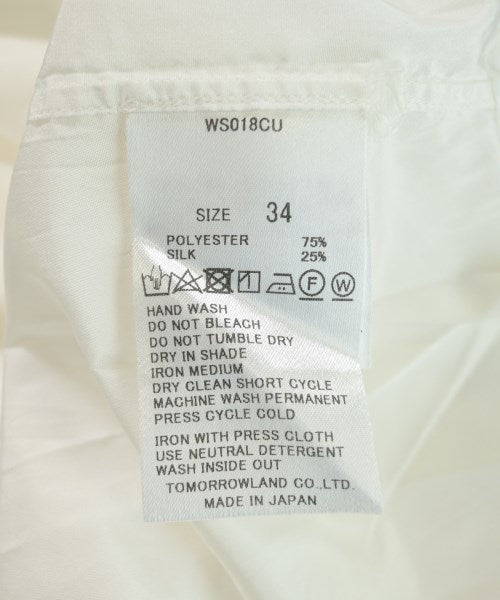 WS018CU
SIZE 34
POLYESTER 75%
SILK 25%
F W
HAND WASH
DO NOT BLEACH
DO NOT TUMBLE DRY
DRY IN SHADE
IRON MEDIUM
DRY CLEAN SHORT CYCLE
MACHINE WASH PERMANENT
PRESS CYCLE COLD
IRON WITH PRESS CLOTH
USE NEUTRAL DETERGENT
WASH INSIDE OUT
TOMORROWLAND CO.,LTD.
MADE IN JAPAN